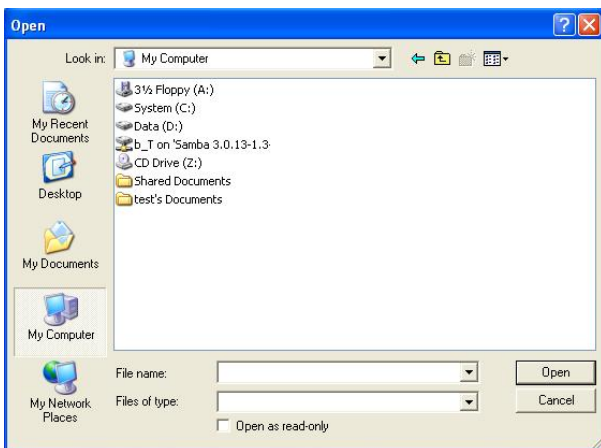 Open
Look in: My Computer
My Recent
Documents
Desktop
My Documents
My Computer
My Network
Places
3½ Floppy (A:)
System (C:)
Data (D:)
b_T on 'Samba 3.0.13-1.3
CD Drive (Z:)
Shared Documents
test's Documents
File name:
Open
Files of type:
Cancel
Open as read-only